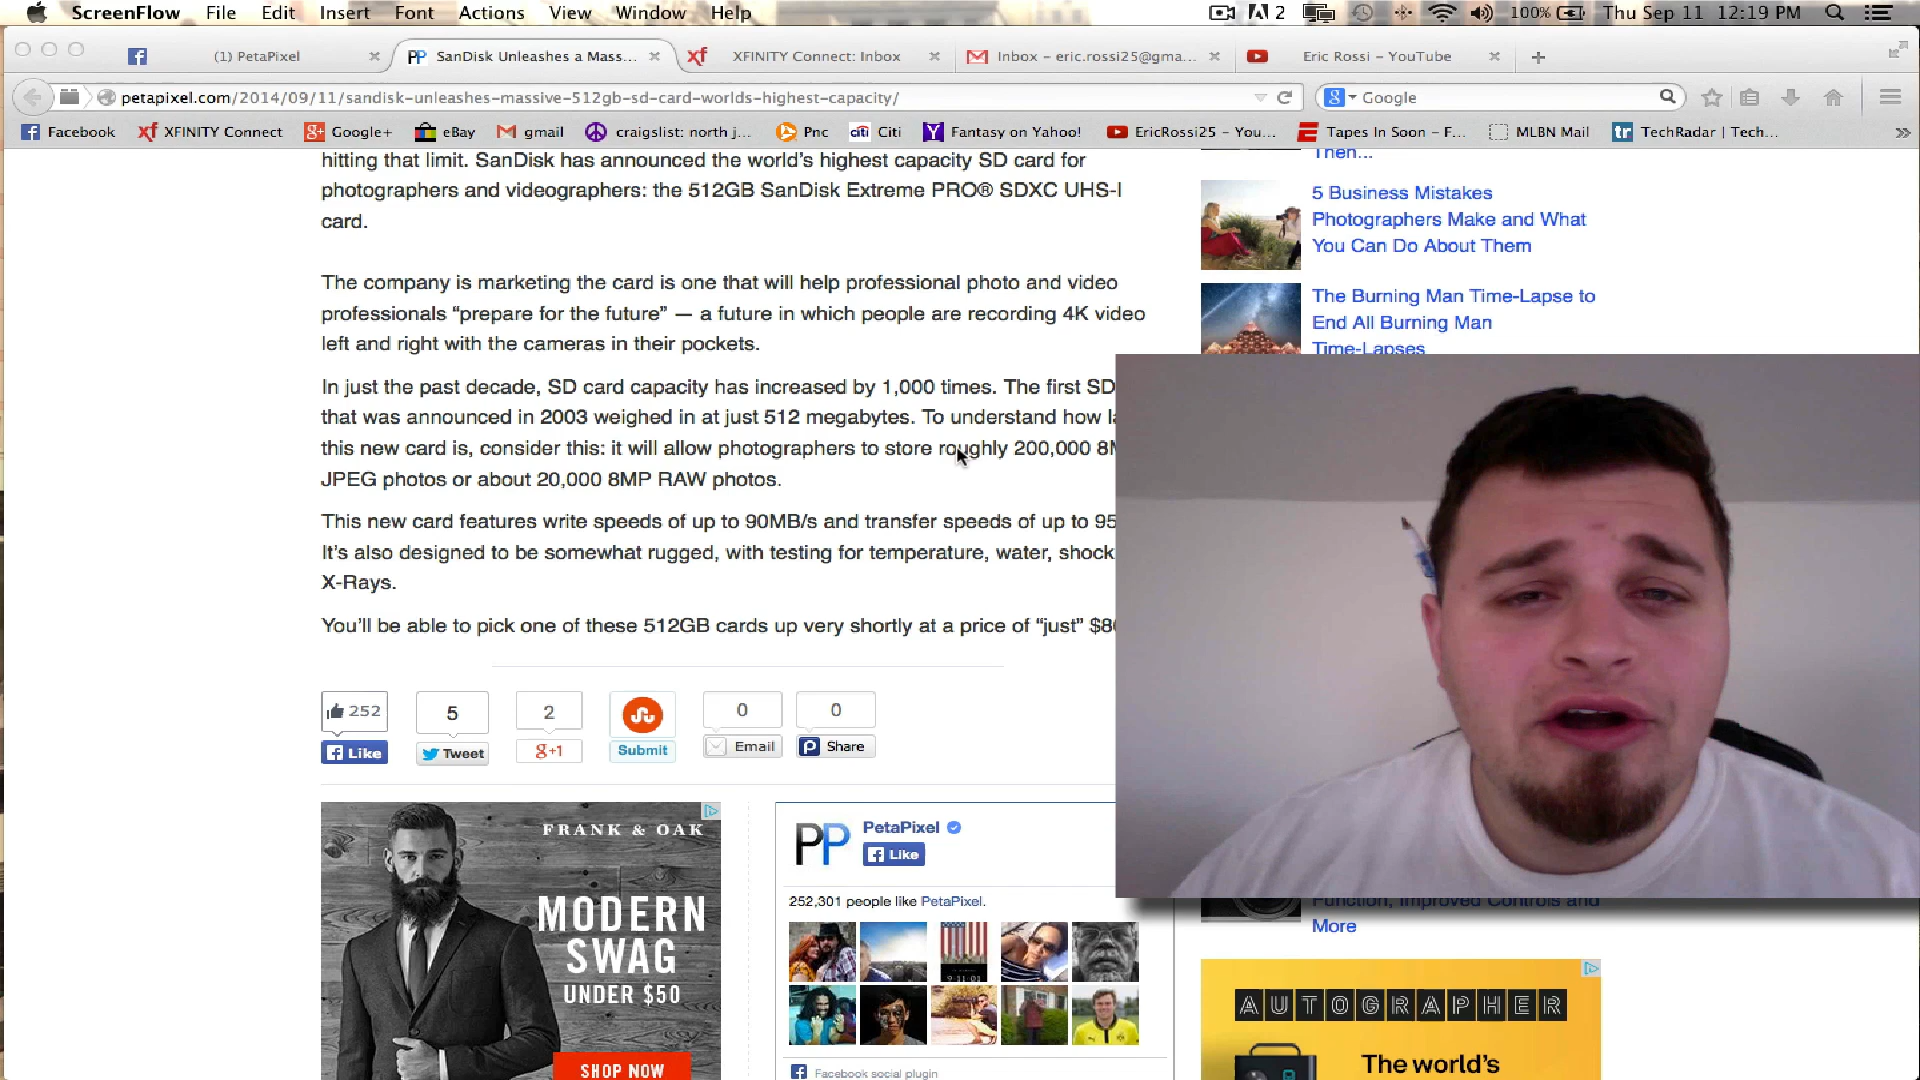 ScreenFlow File Edit Insert Font Actions View Window Help
2 100% Thu Sep 11 12:19 PM
(1) PetaPixel
SanDisk Unleashes a Mass...
XFINITY Connect: Inbox
Inbox – eric.rossi25@gma...
Eric Rossi – YouTube
petapixel.com/2014/09/11/sandisk-unleashes-massive-512gb-sd-card-worlds-highest-capacity/
Google
Facebook XFINITY Connect Google+ eBay gmail craigslist: north j... Pnc Citi Fantasy on Yahoo! EricRossi25 – You... Tapes In Soon – F... MLBN Mail TechRadar | Tech...
hitting that limit. SanDisk has announced the world's highest capacity SD card for
photographers and videographers: the 512GB SanDisk Extreme PRO® SDXC UHS-I
card.
The company is marketing the card is one that will help professional photo and video
professionals “prepare for the future” — a future in which people are recording 4K video
left and right with the cameras in their pockets.
In just the past decade, SD card capacity has increased by 1,000 times. The first SD
that was announced in 2003 weighed in at just 512 megabytes. To understand how
this new card is, consider this: it will allow photographers to store roughly 200,000
JPEG photos or about 20,000 8MP RAW photos.
This new card features write speeds of up to 90MB/s and transfer speeds of up to 95
It’s also designed to be somewhat rugged, with testing for temperature, water, shock
X-Rays.
You’ll be able to pick one of these 512GB cards up very shortly at a price of “just”
252
Like
5
Tweet
2
g+1
Submit
0
Email
0
Share
FRANK & OAK
MODERN
SWAG
UNDER $50
SHOP NOW
PP
PetaPixel
Like
252,301 people like PetaPixel.
9-11-01
Facebook social plugin
Then...
5 Business Mistakes
Photographers Make and What
You Can Do About Them
The Burning Man Time-Lapse to
End All Burning Man
Time-Lapses
Function, Improved Controls and
More
AUTOGRAPHER
The world's